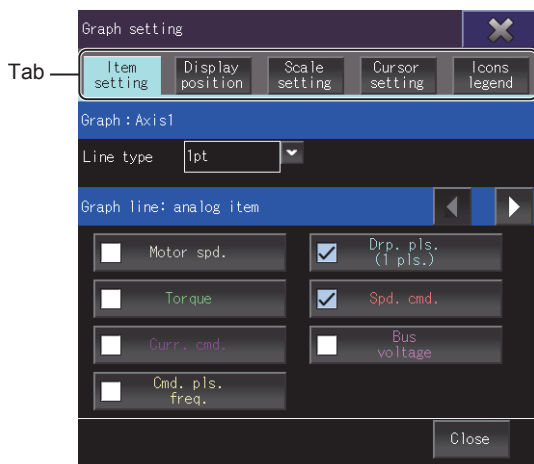 Graph setting
Tab
Item setting
Display position
Scale setting
Cursor setting
Icons legend
Graph : Axis1
Line type
1pt
Graph line: analog item
Motor spd.
Drp. pls.
(1 pls.)
Torque
Spd. cmd.
Curr. cmd.
Bus
voltage
Cmd. pls.
freq.
Close